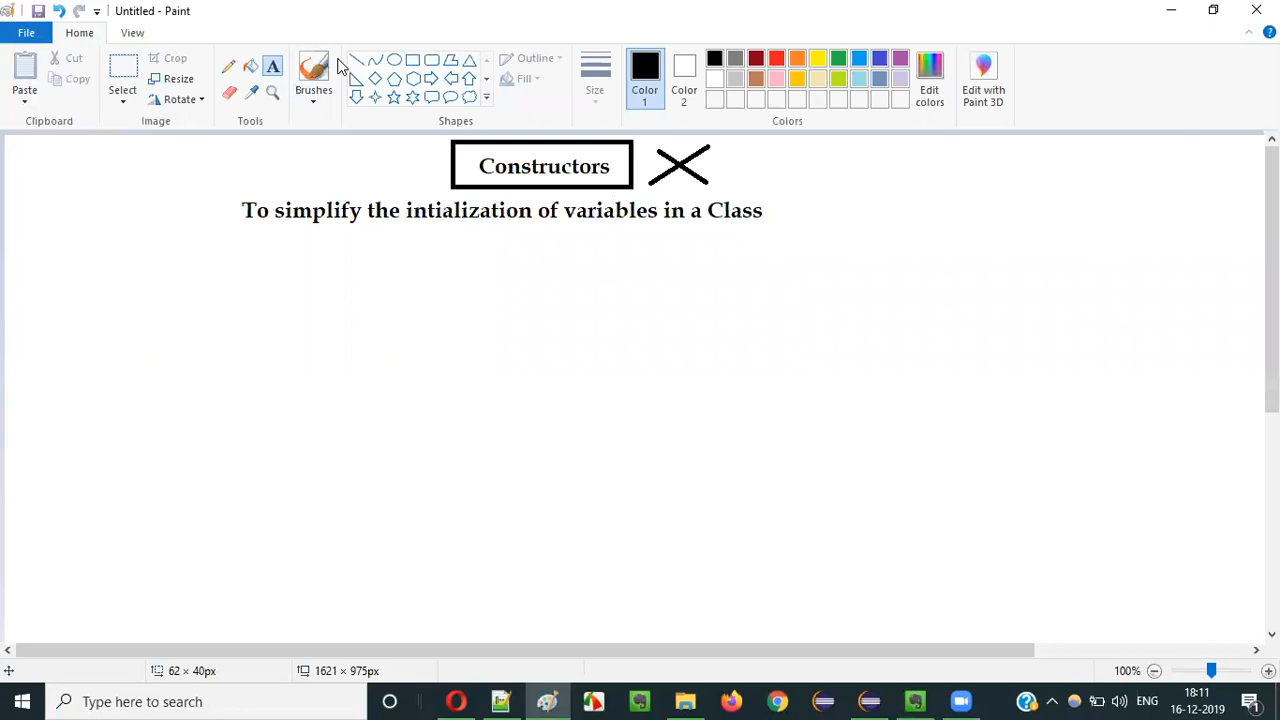 Untitled - Paint
File Home View
Paste
Cut
Copy
Clipboard
Select
Crop
Resize
Rotate
Image
A
Tools
Brushes
Shapes
Outline
Fill
Size
Color 1
Color 2
Edit colors
Edit with Paint 3D
Colors
Constructors
To simplify the intialization of variables in a Class
62 × 40px
1621 × 975px
100%
Type here to search
ENG
18:11
16-12-2019
1